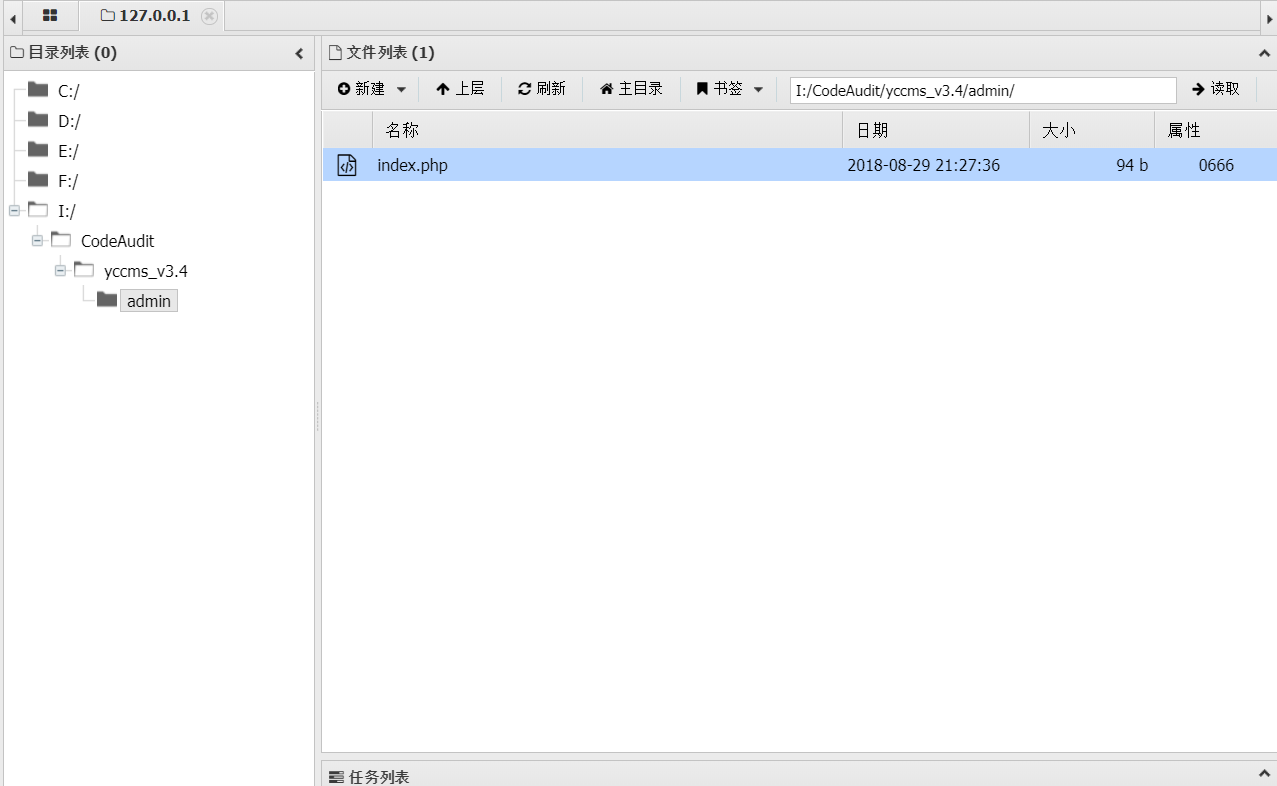 127.0.0.1
目录列表 (0)
C:/
D:/
E:/
F:/
I:/
CodeAudit
yccms_v3.4
admin
文件列表 (1)
新建 上层 刷新 主目录 书签 I:/CodeAudit/yccms_v3.4/admin/ 读取
名称 日期 大小 属性
index.php 2018-08-29 21:27:36 94 b 0666
任务列表